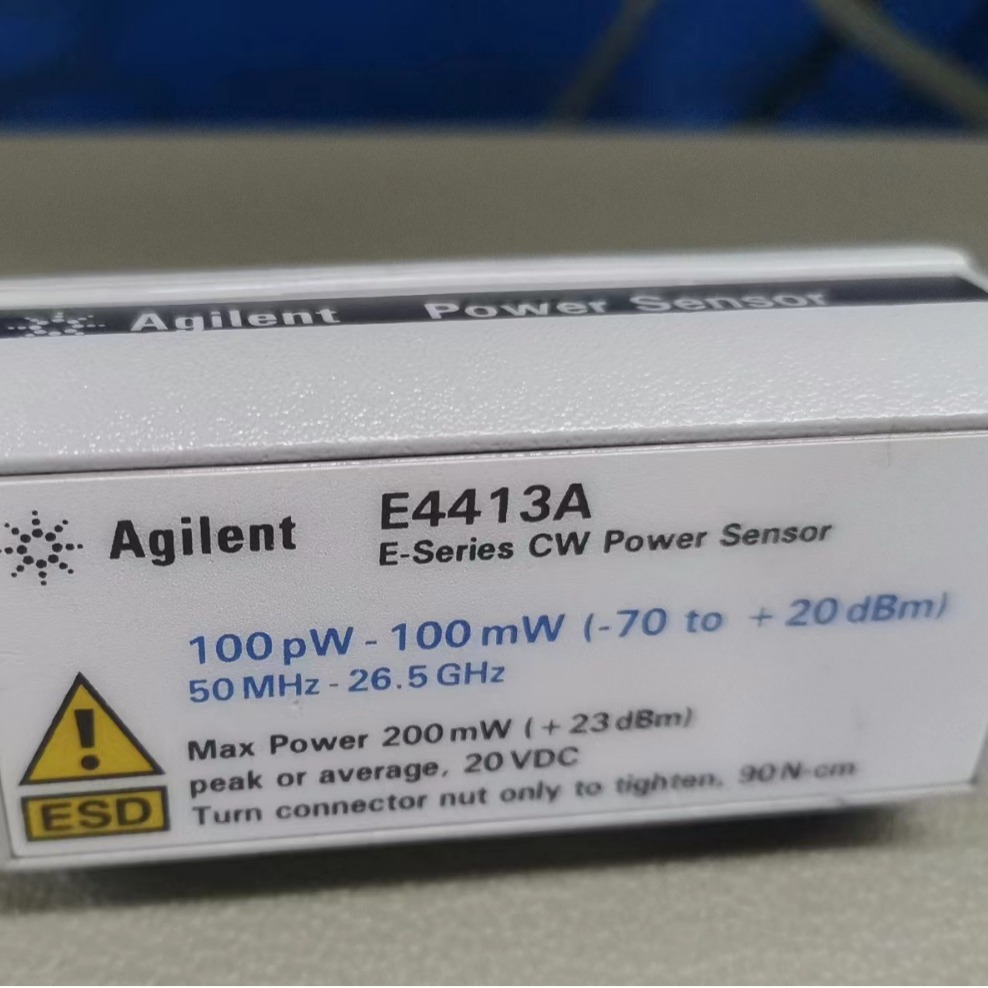 Agilent Power Sensor
Agilent
E4413A
E-Series CW Power Sensor
100 pW - 100 mW (-70 to + 20 dBm)
50 MHz - 26.5 GHz
Max Power 200 mW (+ 23 dBm)
peak or average, 20 VDC
Turn connector nut only to tighten, 90 N-cm
!
ESD